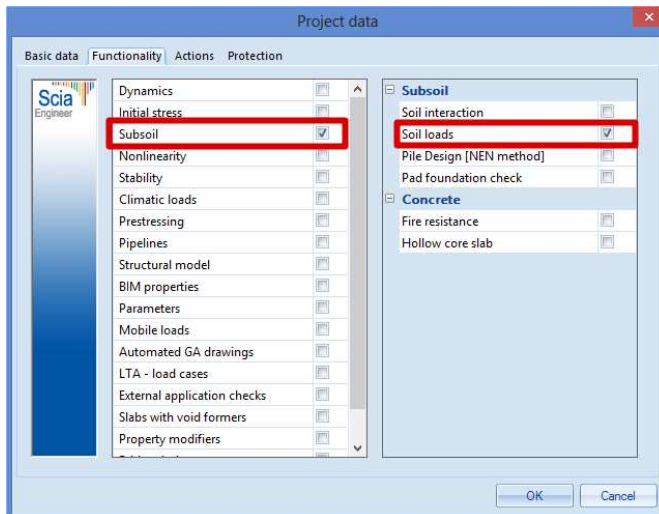 Project data
Basic data Functionality Actions Protection
Scia
Engineer
Dynamics
Initial stress
Subsoil
Nonlinearity
Stability
Climatic loads
Prestressing
Pipelines
Structural model
BIM properties
Parameters
Mobile loads
Automated GA drawings
LTA - load cases
External application checks
Slabs with void formers
Property modifiers
Subsoil
Soil interaction
Soil loads
Pile Design [NEN method]
Pad foundation check
Concrete
Fire resistance
Hollow core slab
OK Cancel